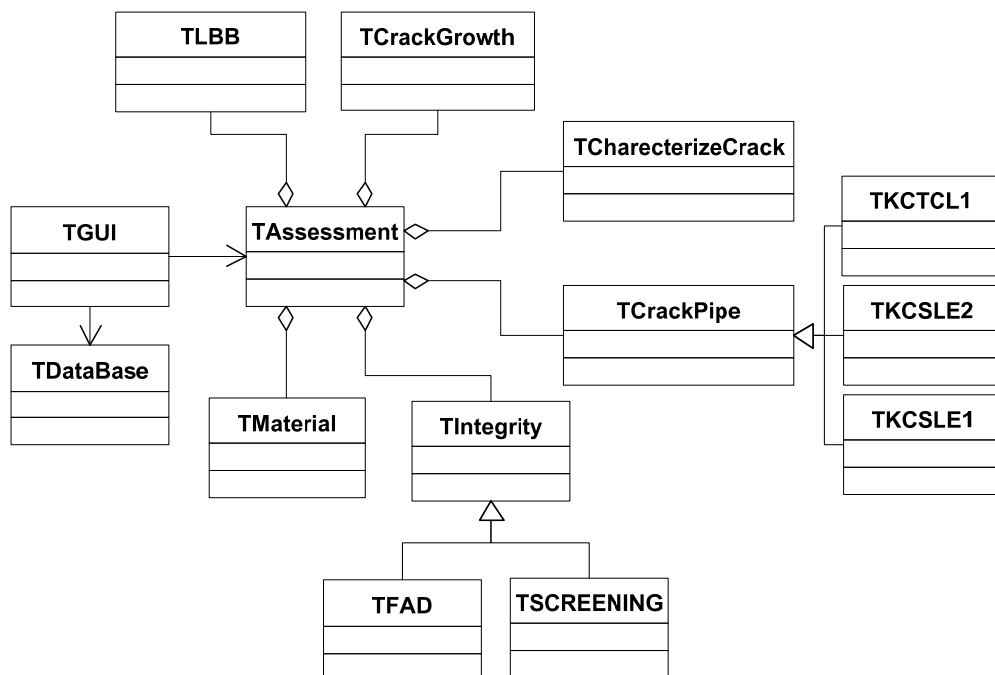 TLBB
TCrackGrowth
TCharecterizeCrack
TKCTCL1
TGUI
TAssessment
TCrackPipe
TKCSLE2
TDataBase
TMaterial
TIntegrity
TKCSLE1
TFAD
TSCREENING